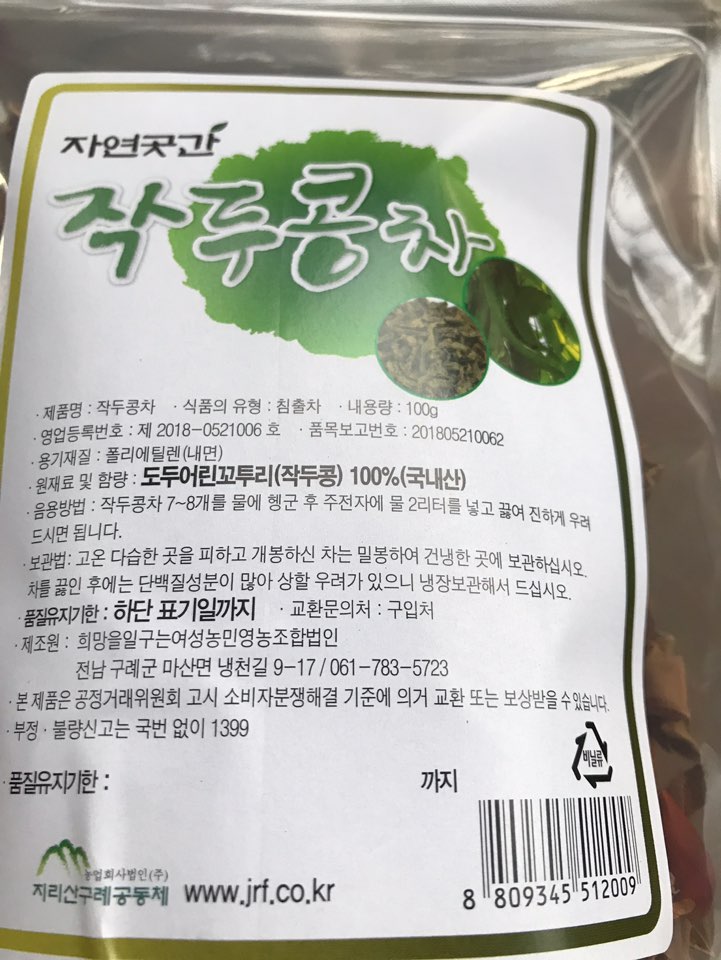 자연곳간
작두콩차
· 제품명 : 작두콩차 · 식품의 유형 : 침출차 · 내용량 : 100g
· 영업등록번호 : 제 2018-0521006 호 · 품목보고번호 : 201805210062
· 용기재질 : 폴리에틸렌(내면)
· 원재료 및 함량 : 도두어린꼬투리(작두콩) 100%(국내산)
· 음용방법 : 작두콩차 7~8개를 물에 헹군 후 주전자에 물 2리터를 넣고 끓여 진하게 우려
드시면 됩니다.
· 보관법: 고온 다습한 곳을 피하고 개봉하신 차는 밀봉하여 건냉한 곳에 보관하십시오.
차를 끓인 후에는 단백질성분이 많아 상할 우려가 있으니 냉장보관해서 드십시오.
· 품질유지기한 : 하단 표기일까지 · 교환문의처 : 구입처
· 제조원 : 희망을일구는여성농민영농조합법인
전남 구례군 마산면 냉천길 9-17 / 061-783-5723
· 본 제품은 공정거래위원회 고시 소비자분쟁해결 기준에 의거 교환 또는 보상받을 수 있습니다.
· 부정 · 불량신고는 국번 없이 1399
비닐류
· 품질유지기한 : 까지
농업회사법인(주)
지리산구례공동체 www.jrf.co.kr
8 809345 512009